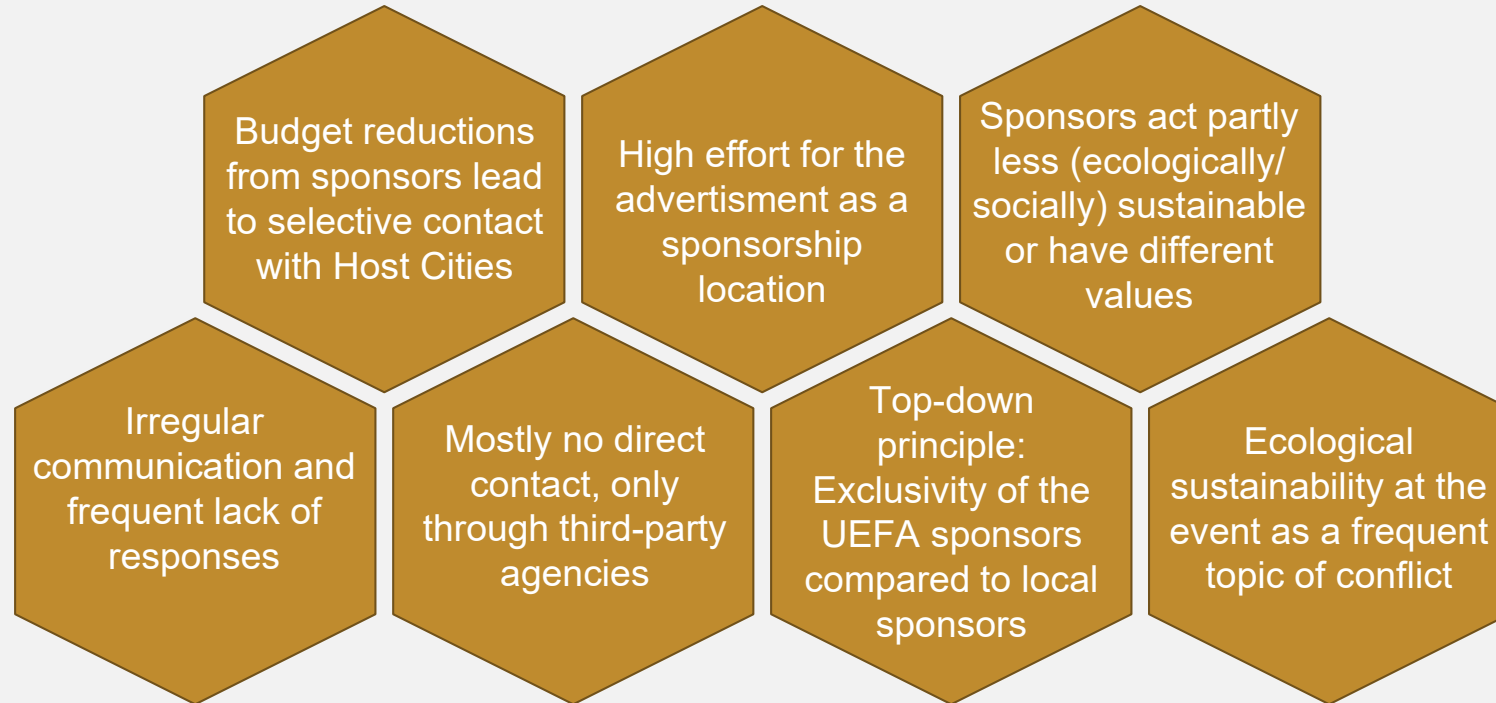 Budget reductions
from sponsors lead
to selective contact
with Host Cities
High effort for the
advertisment as a
sponsorship
location
Sponsors act partly
less (ecologically/
socially) sustainable
or have different
values
Irregular
communication and
frequent lack of
responses
Mostly no direct
contact, only
through third-party
agencies
Top-down
principle:
Exclusivity of the
UEFA sponsors
compared to local
sponsors
Ecological
sustainability at the
event as a frequent
topic of conflict